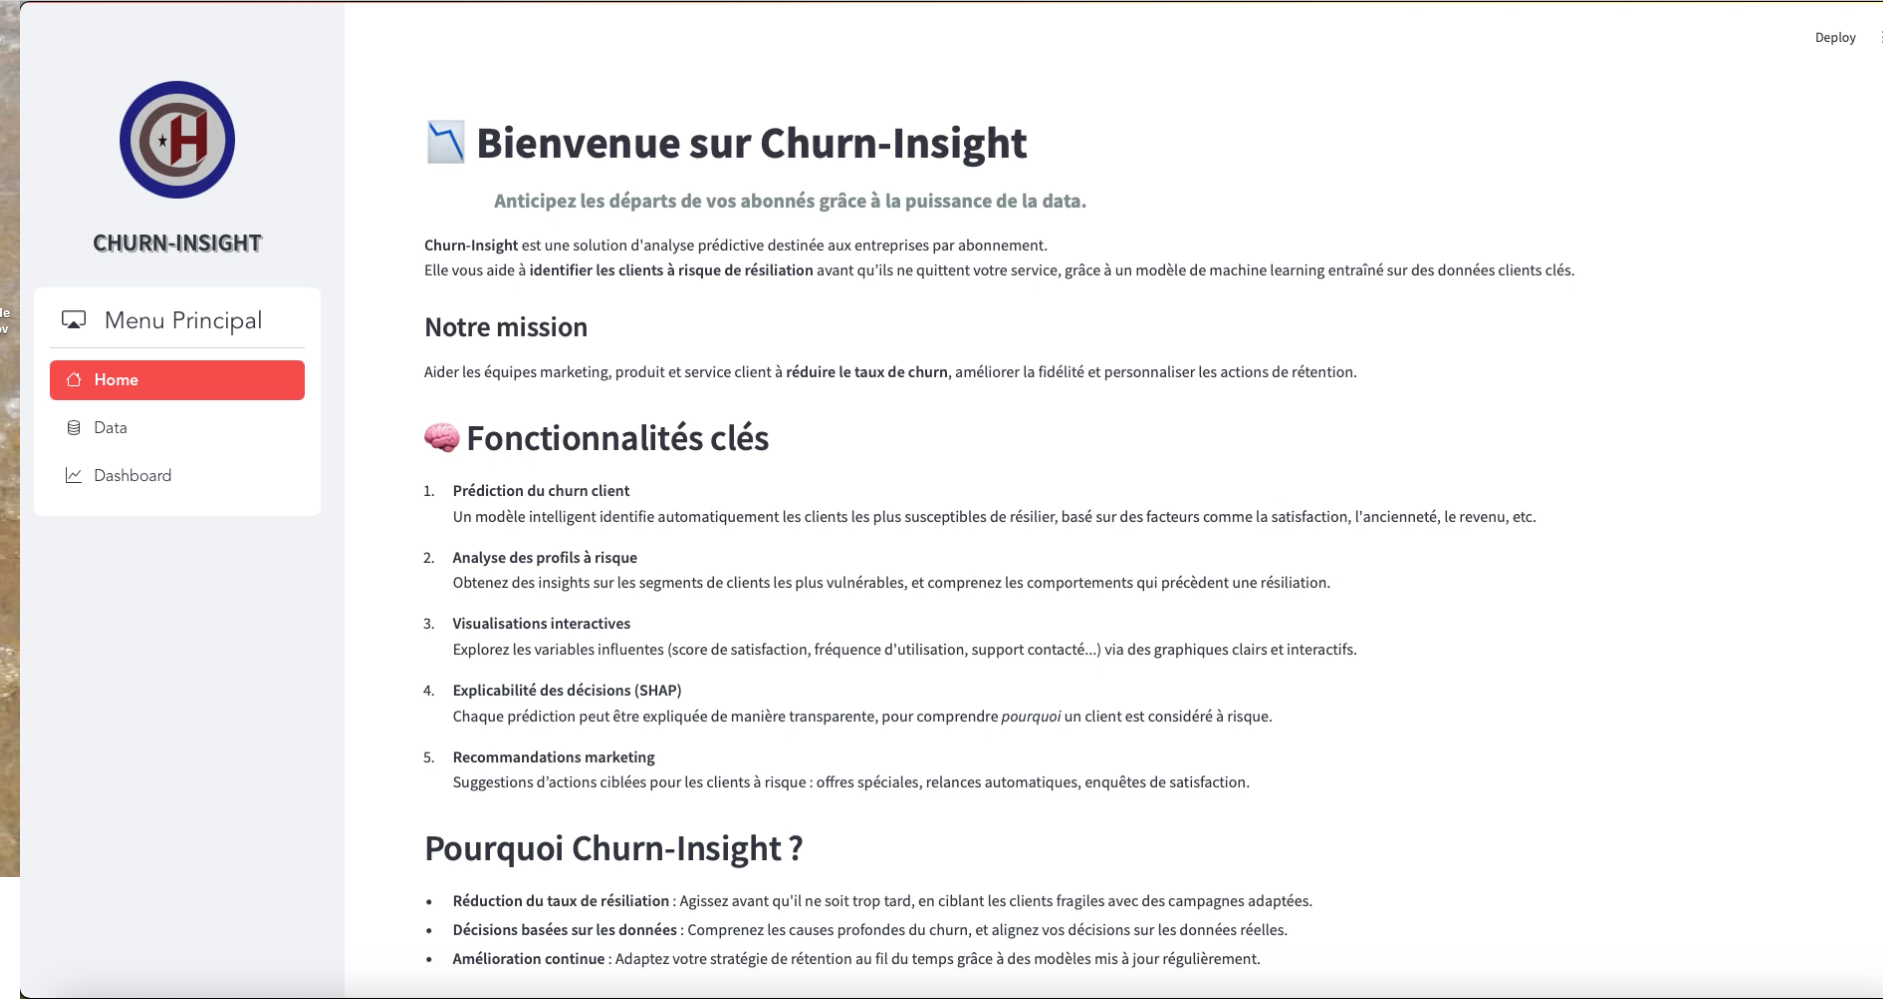 Deploy
CHURN-INSIGHT
Menu Principal
Home
Data
Dashboard
Bienvenue sur Churn-Insight
Anticipez les départs de vos abonnés grâce à la puissance de la data.
Churn-Insight est une solution d'analyse prédictive destinée aux entreprises par abonnement.
Elle vous aide à identifier les clients à risque de résiliation avant qu’ils ne quittent votre service, grâce à un modèle de machine learning entraîné sur des données clients clés.
Notre mission
Aider les équipes marketing, produit et service client à réduire le taux de churn, améliorer la fidélité et personnaliser les actions de rétention.
Fonctionnalités clés
1. Prédiction du churn client
Un modèle intelligent identifie automatiquement les clients les plus susceptibles de résilier, basé sur des facteurs comme la satisfaction, l'ancienneté, le revenu, etc.
2. Analyse des profils à risque
Obtenez des insights sur les segments de clients les plus vulnérables, et comprenez les comportements qui précèdent une résiliation.
3. Visualisations interactives
Explorez les variables influentes (score de satisfaction, fréquence d'utilisation, support contacté...) via des graphiques clairs et interactifs.
4. Explicabilité des décisions (SHAP)
Chaque prédiction peut être expliquée de manière transparente, pour comprendre pourquoi un client est considéré à risque.
5. Recommandations marketing
Suggestions d’actions ciblées pour les clients à risque : offres spéciales, relances automatiques, enquêtes de satisfaction.
Pourquoi Churn-Insight ?
• Réduction du taux de résiliation : Agissez avant qu'il ne soit trop tard, en ciblant les clients fragiles avec des campagnes adaptées.
• Décisions basées sur les données : Comprenez les causes profondes du churn, et alignez vos décisions sur les données réelles.
• Amélioration continue : Adaptez votre stratégie de rétention au fil du temps grâce à des modèles mis à jour régulièrement.